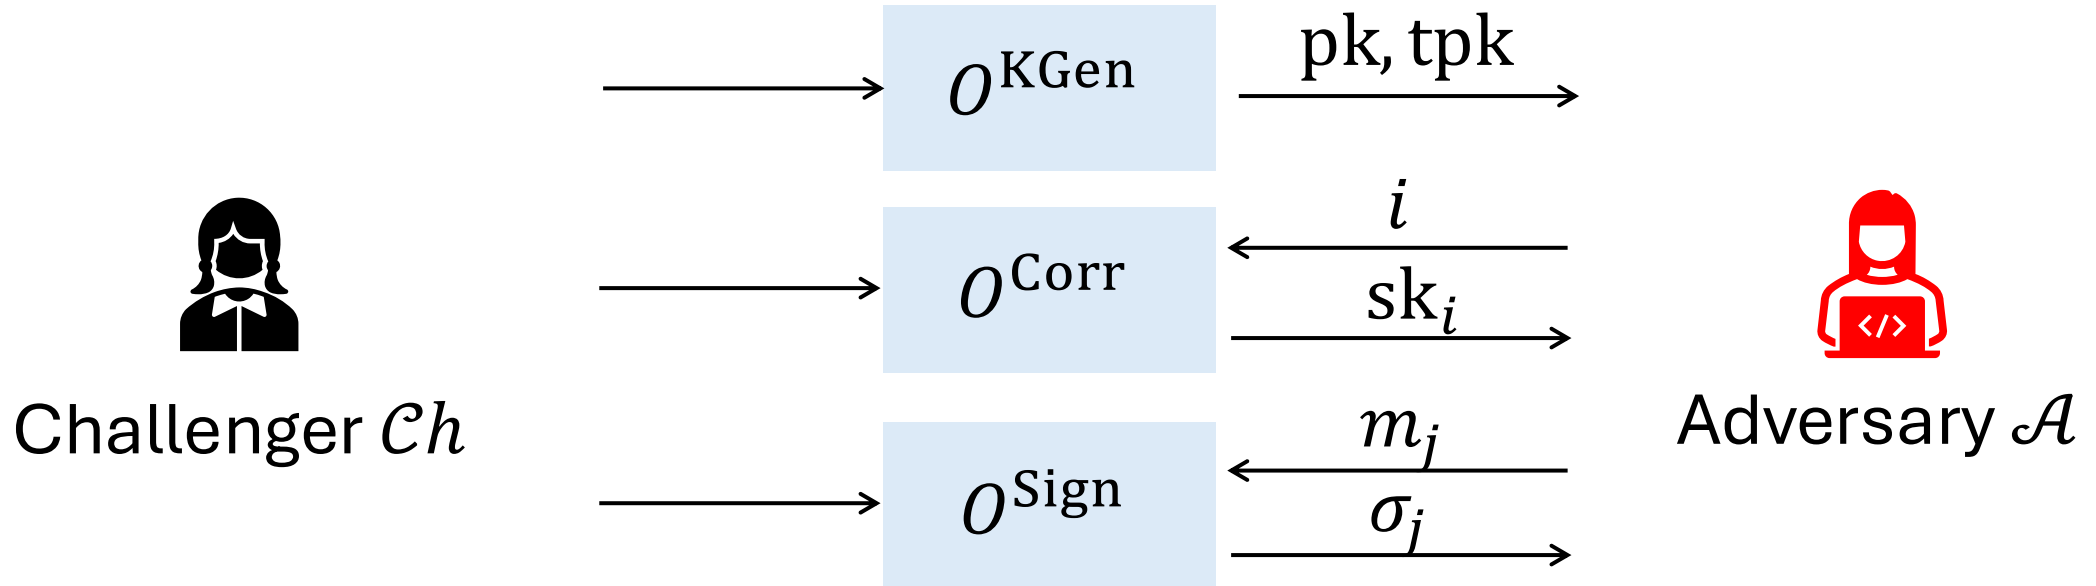 O^KGen
pk, tpk
i
O^Corr
sk_i
Challenger 𝒞h
m_j
Adversary 𝒜
O^Sign
σ_j